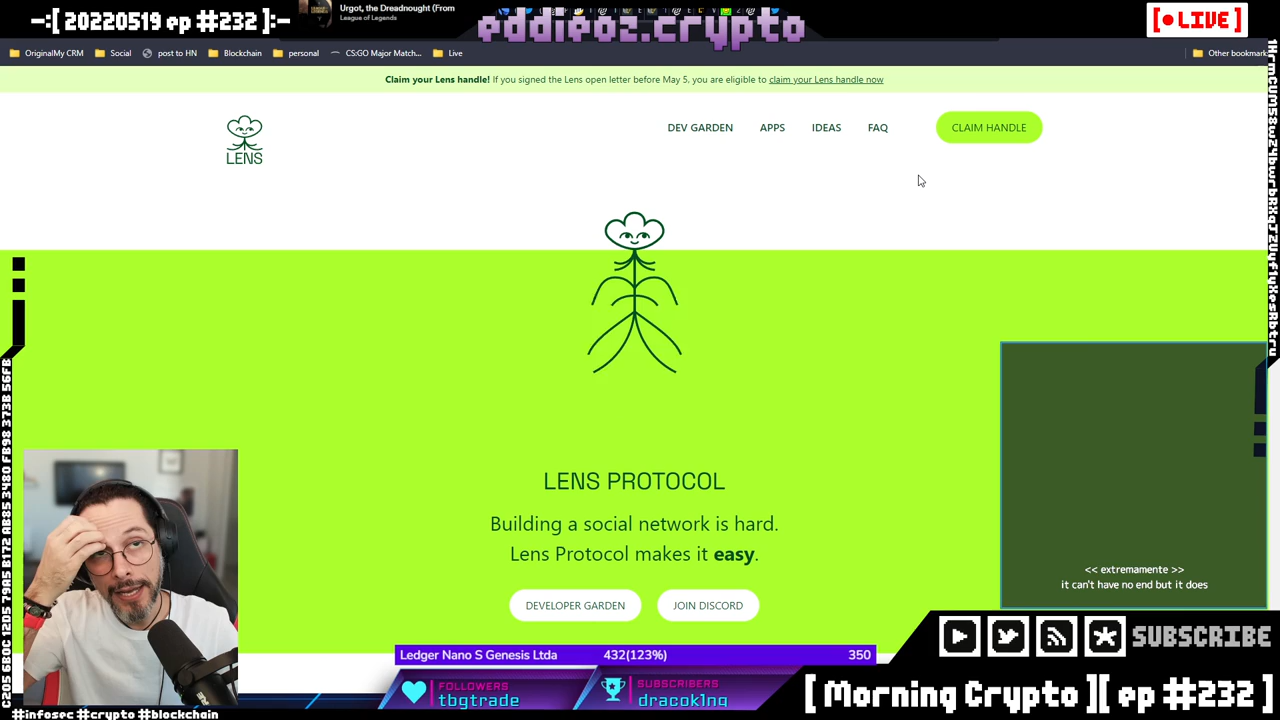 -:[ 20220519 ep #232 ]:-
Urgot, the Dreadnought (From
League of Legends
eddieoz.crypto
[ • LIVE ]
OriginalMy CRM
Social
post to HN
Blockchain
personal
CS:GO Major Match...
Live
Other bookmark
Claim your Lens handle! If you signed the Lens open letter before May 5, you are eligible to claim your Lens handle now
LENS
DEV GARDEN
APPS
IDEAS
FAQ
CLAIM HANDLE
LENS PROTOCOL
Building a social network is hard.
Lens Protocol makes it easy.
DEVELOPER GARDEN
JOIN DISCORD
<< extremamente >>
it can't have no end but it does
SUBSCRIBE
Ledger Nano S Genesis Ltda 432(123%) 350
FOLLOWERS
tbgtrade
SUBSCRIBERS
dracok1ng
[ Morning Crypto ][ ep #232 ]
#infosec #crypto #blockchain